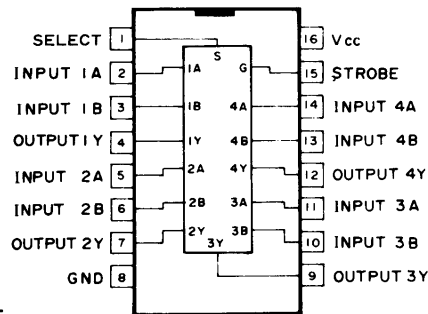 SELECT 1 16 Vcc
S
INPUT 1A 2 1A G 15 STROBE
INPUT 1B 3 1B 4A 14 INPUT 4A
OUTPUT 1Y 4 1Y 4B 13 INPUT 4B
INPUT 2A 5 2A 4Y 12 OUTPUT 4Y
INPUT 2B 6 2B 3A 11 INPUT 3A
OUTPUT 2Y 7 2Y 3B 10 INPUT 3B
3Y
GND 8 9 OUTPUT 3Y